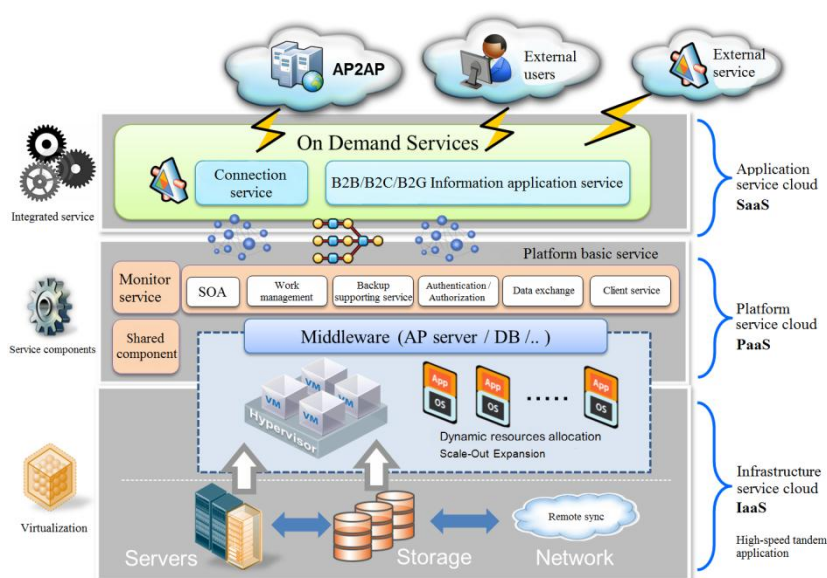 AP2AP
External
users
External
service
On Demand Services
Connection
service
B2B/B2C/B2G Information application service
Integrated service
Application
service cloud
SaaS
Platform basic service
Monitor
service
SOA
Work
management
Backup
supporting service
Authentication /
Authorization
Data exchange
Client service
Shared
component
Middleware (AP server / DB /.. )
Service components
Platform
service cloud
PaaS
VM
VM
VM
VM
Hypervisor
App
OS
App
OS
.....
App
OS
Dynamic resources allocation
Scale-Out Expansion
Virtualization
Servers
Storage
Remote sync
Network
Infrastructure
service cloud
IaaS
High-speed tandem
application